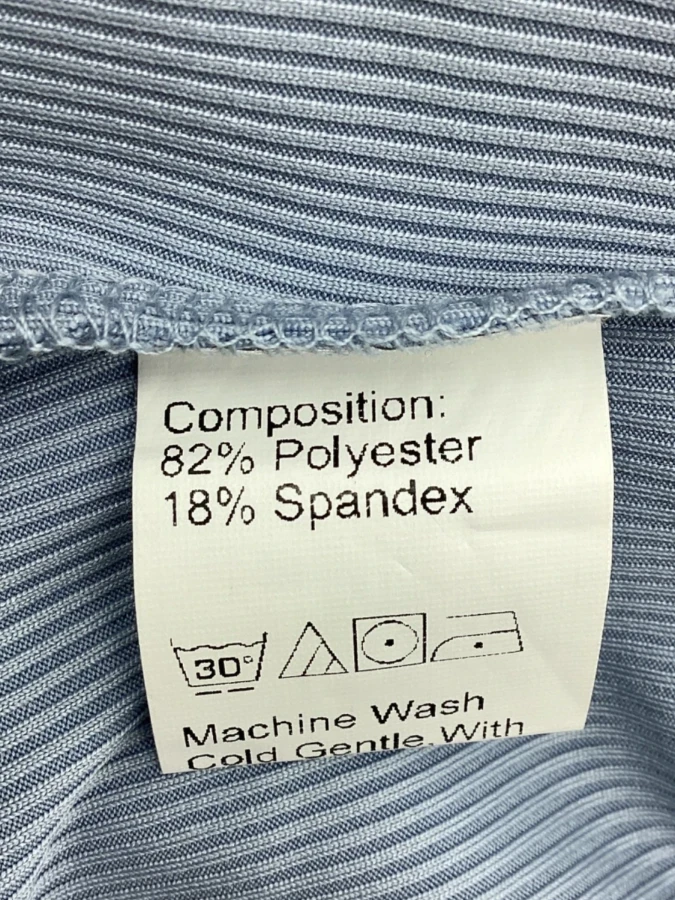 Composition:
82% Polyester
18% Spandex
30°
Machine Wash
Cold Gentle, With